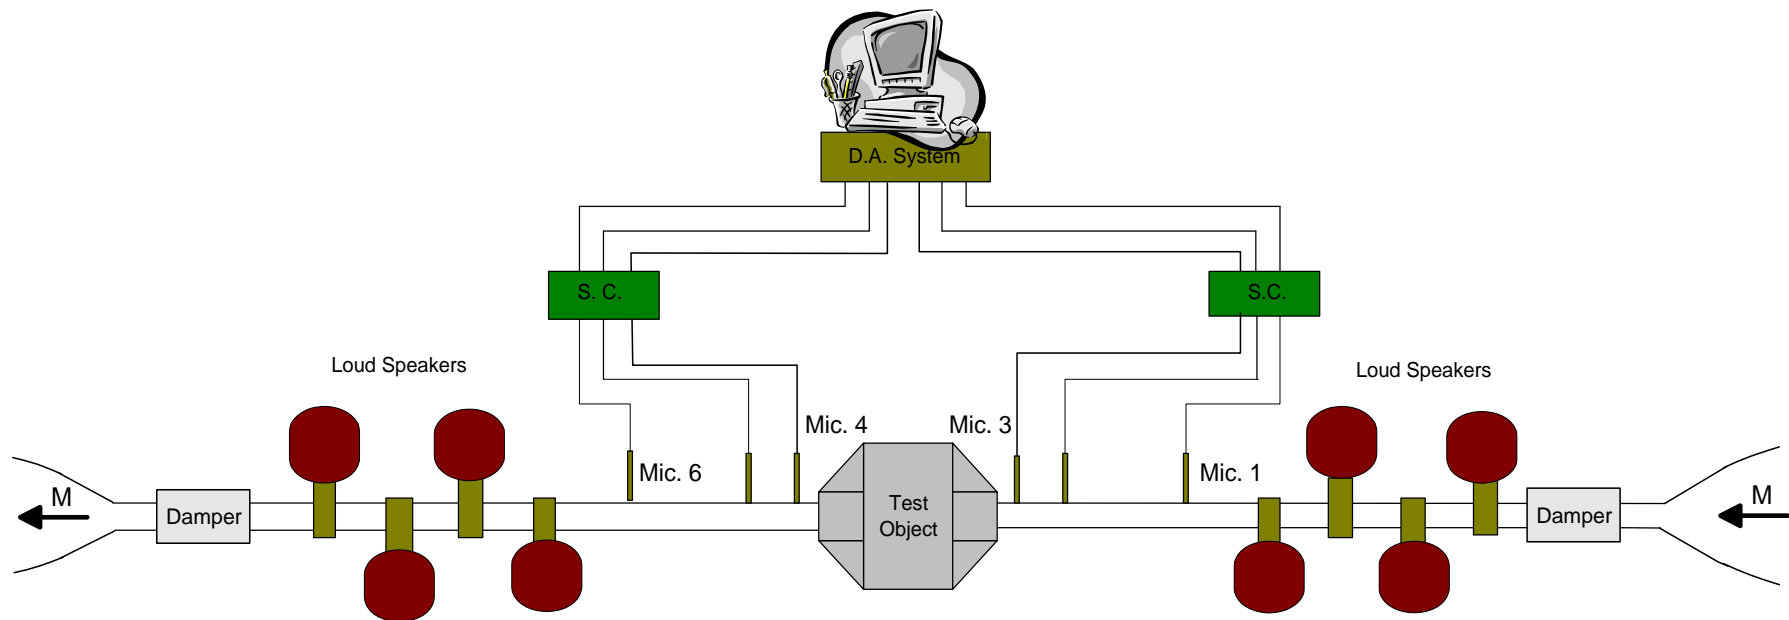 D.A. System
S. C.
S.C.
Loud Speakers
Loud Speakers
Mic. 4
Mic. 3
Mic. 6
Mic. 1
M
M
Damper
Test
Object
Damper